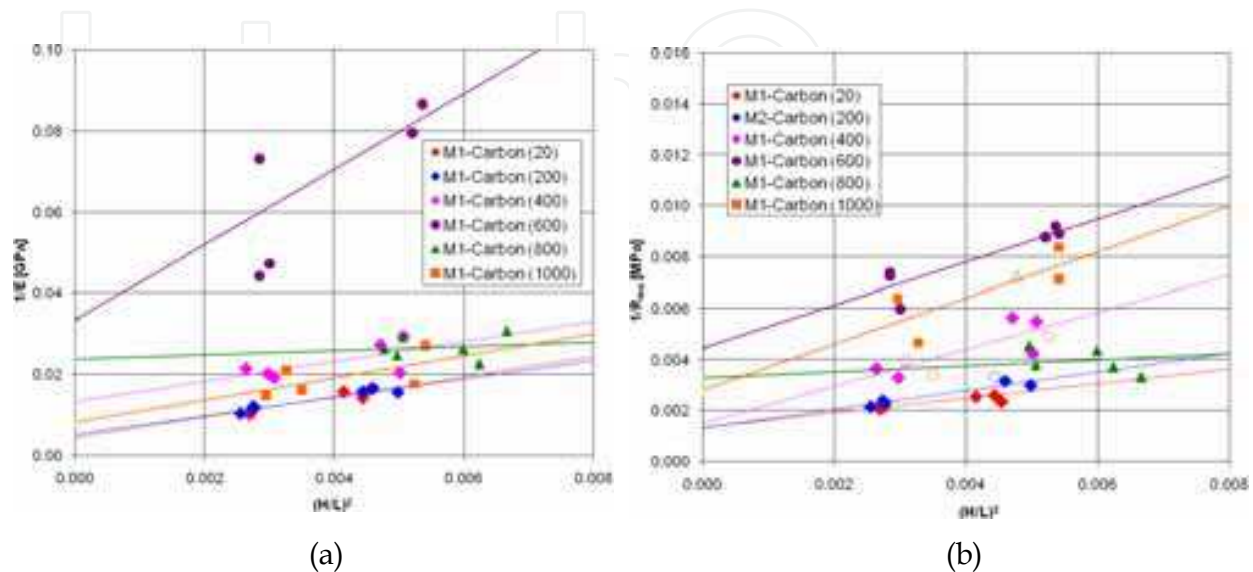 0.10
0.08
0.06
0.04
0.02
0.00
0.000 0.002 0.004 0.006 0.008
1/E [GPa]
(H/L)²
M1-Carbon (20)
M1-Carbon (200)
M1-Carbon (400)
M1-Carbon (600)
M1-Carbon (800)
M1-Carbon (1000)
(a)
0.016
0.014
0.012
0.010
0.008
0.006
0.004
0.002
0.000
0.000 0.002 0.004 0.006 0.008
[MPa]
(H/L)²
M1-Carbon (20)
M2-Carbon (200)
M1-Carbon (400)
M1-Carbon (600)
M1-Carbon (800)
M1-Carbon (1000)
(b)